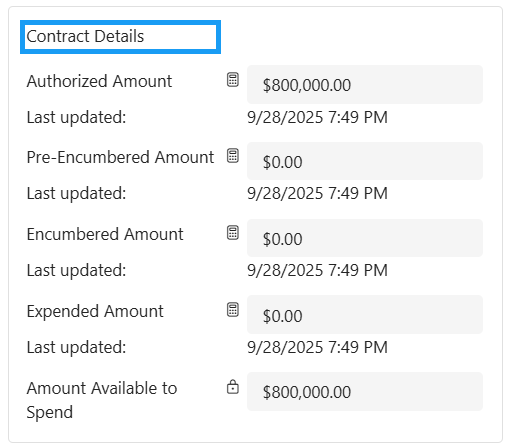 Contract Details
Authorized Amount $800,000.00
Last updated: 9/28/2025 7:49 PM
Pre-Encumbered Amount $0.00
Last updated: 9/28/2025 7:49 PM
Encumbered Amount $0.00
Last updated: 9/28/2025 7:49 PM
Expended Amount $0.00
Last updated: 9/28/2025 7:49 PM
Amount Available to $800,000.00
Spend